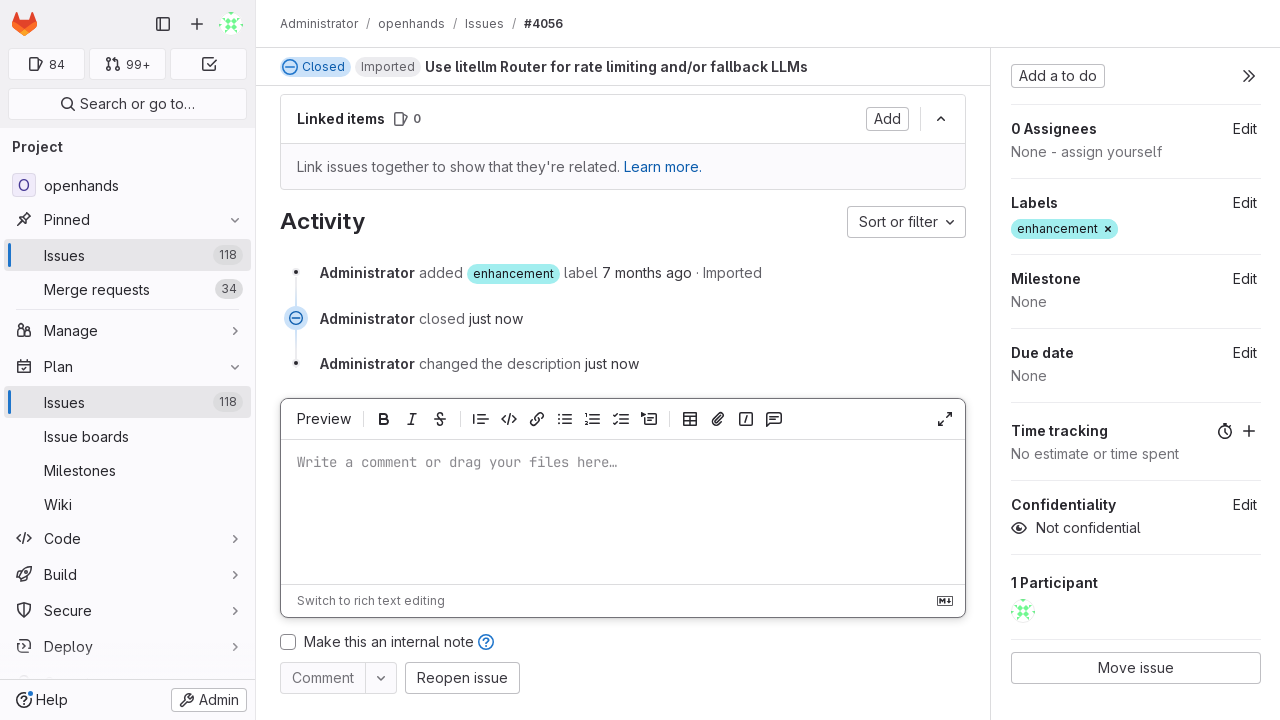 84
99+
Search or go to…
Project
O openhands
Pinned
Issues 118
Merge requests 34
Manage
Plan
Issues 118
Issue boards
Milestones
Wiki
Code
Build
Secure
Deploy
Help
Admin
Administrator / openhands / Issues / #4056
Closed Imported Use litellm Router for rate limiting and/or fallback LLMs
Linked items 0 Add
Link issues together to show that they're related. Learn more.
Activity Sort or filter
Administrator added enhancement label 7 months ago · Imported
Administrator closed just now
Administrator changed the description just now
Preview
Write a comment or drag your files here…
Switch to rich text editing
Make this an internal note
Comment Reopen issue
Add a to do
0 Assignees Edit
None - assign yourself
Labels Edit
enhancement ×
Milestone Edit
None
Due date Edit
None
Time tracking
No estimate or time spent
Confidentiality Edit
Not confidential
1 Participant
Move issue